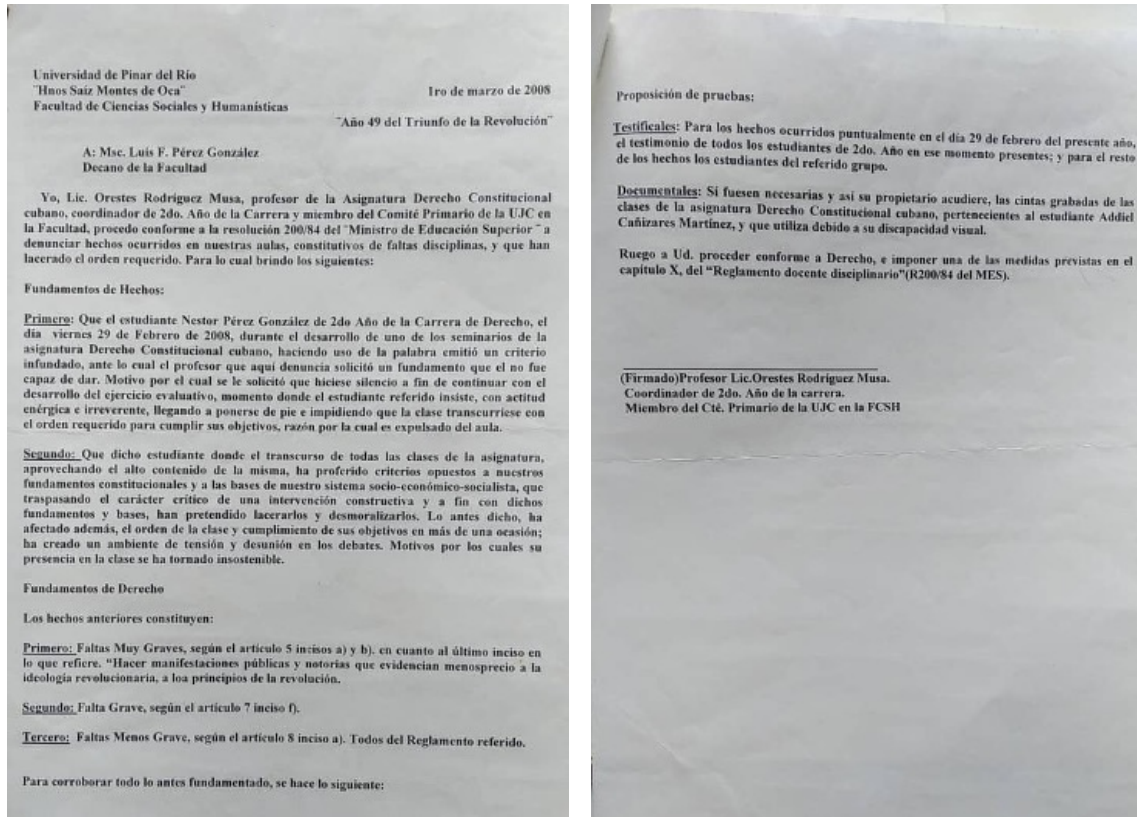 Universidad de Pinar del Río
¨Hnos Saíz Montes de Oca¨ 1ro de marzo de 2008
Facultad de Ciencias Sociales y Humanísticas
¨Año 49 del Triunfo de la Revolución¨
A: Msc. Luis F. Pérez González
Decano de la Facultad
Yo, Lic. Orestes Rodríguez Musa, profesor de la Asignatura Derecho Constitucional
cubano, coordinador de 2do. Año de la Carrera y miembro del Comité Primario de la UJC en
la Facultad, procedo conforme a la resolución 200/84 del ¨Ministro de Educación Superior ¨ a
denunciar hechos ocurridos en nuestras aulas, constitutivos de faltas disciplinas, y que han
lacerado el orden requerido. Para lo cual brindo los siguientes:
Fundamentos de Hechos:
Primero: Que el estudiante Nestor Pérez González de 2do Año de la Carrera de Derecho, el
día viernes 29 de Febrero de 2008, durante el desarrollo de uno de los seminarios de la
asignatura Derecho Constitucional cubano, haciendo uso de la palabra emitió un criterio
infundado, ante lo cual el profesor que aquí denuncia solicitó un fundamento que el no fue
capaz de dar. Motivo por el cual se le solicitó que hiciese silencio a fin de continuar con el
desarrollo del ejercicio evaluativo, momento donde el estudiante referido insiste, con actitud
enérgica e irreverente, llegando a ponerse de pie e impidiendo que la clase transcurriese con
el orden requerido para cumplir sus objetivos, razón por la cual es expulsado del aula.
Segundo: Que dicho estudiante donde el transcurso de todas las clases de la asignatura,
aprovechando el alto contenido de la misma, ha proferido criterios opuestos a nuestros
fundamentos constitucionales y a las bases de nuestro sistema socio-económico-socialista, que
traspasando el carácter crítico de una intervención constructiva y a fin con dichos
fundamentos y bases, han pretendido lacerarlos y desmoralizarlos. Lo antes dicho, ha
afectado además, el orden de la clase y cumplimiento de sus objetivos en más de una ocasión;
ha creado un ambiente de tensión y desunión en los debates. Motivos por los cuales su
presencia en la clase se ha tornado insostenible.
Fundamentos de Derecho
Los hechos anteriores constituyen:
Primero: Faltas Muy Graves, según el artículo 5 incisos a) y b). en cuanto al último inciso en
lo que refiere. "Hacer manifestaciones públicas y notorias que evidencian menosprecio a la
ideología revolucionaria, a loa principios de la revolución.
Segundo: Falta Grave, según el artículo 7 inciso f).
Tercero: Faltas Menos Grave, según el artículo 8 inciso a). Todos del Reglamento referido.
Para corroborar todo lo antes fundamentado, se hace lo siguiente:
Proposición de pruebas:
Testificales: Para los hechos ocurridos puntualmente en el día 29 de febrero del presente año,
el testimonio de todos los estudiantes de 2do. Año en ese momento presentes; y para el resto
de los hechos los estudiantes del referido grupo.
Documentales: Si fuesen necesarias y así su propietario acudiere, las cintas grabadas de las
clases de la asignatura Derecho Constitucional cubano, pertenecientes al estudiante Addiel
Cañizares Martínez, y que utiliza debido a su discapacidad visual.
Ruego a Ud. proceder conforme a Derecho, e imponer una de las medidas previstas en el
capítulo X, del "Reglamento docente disciplinario"(R200/84 del MES).
(Firmado)Profesor Lic.Orestes Rodríguez Musa.
Coordinador de 2do. Año de la carrera.
Miembro del Cté. Primario de la UJC en la FCSH